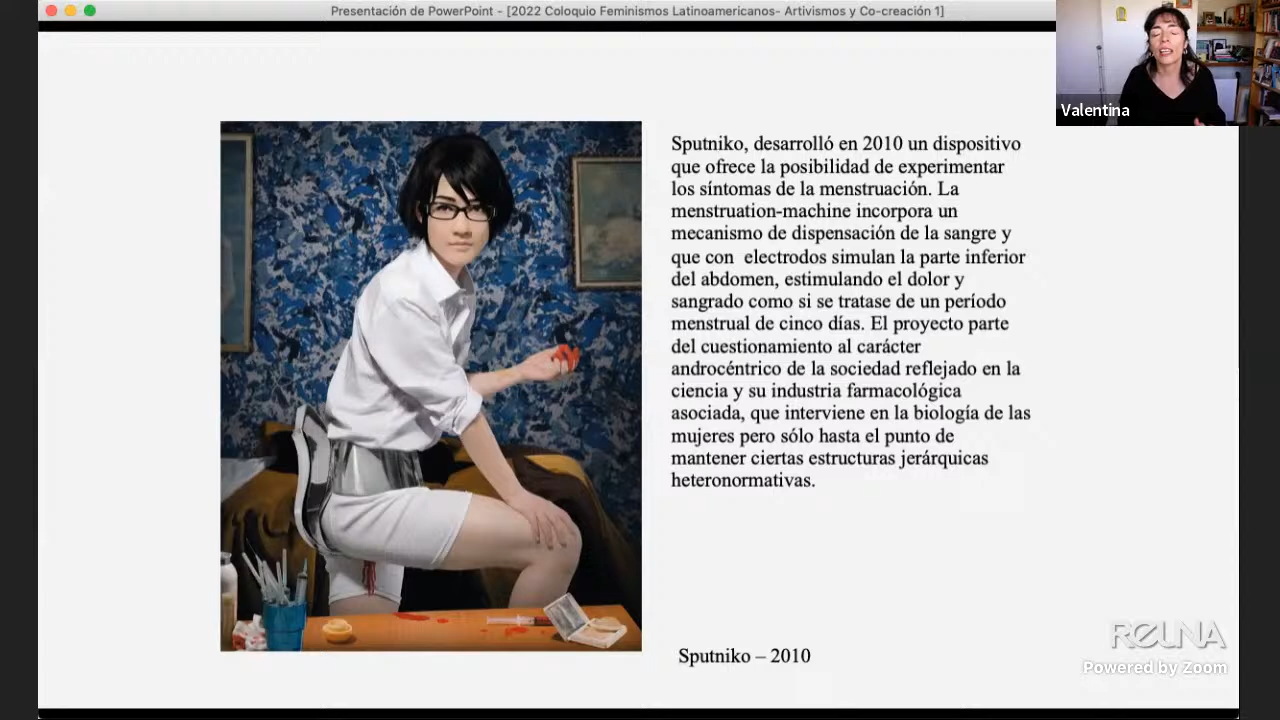 Presentación de PowerPoint - [2022 Coloquio Feminismos Latinoamericanos- Artivismos y Co-creación 1]
Valentina
Sputniko, desarrolló en 2010 un dispositivo
que ofrece la posibilidad de experimentar
los síntomas de la menstruación. La
menstruation-machine incorpora un
mecanismo de dispensación de la sangre y
que con electrodos simulan la parte inferior
del abdomen, estimulando el dolor y
sangrado como si se tratase de un período
menstrual de cinco días. El proyecto parte
del cuestionamiento al carácter
androcéntrico de la sociedad reflejado en la
ciencia y su industria farmacológica
asociada, que interviene en la biología de las
mujeres pero sólo hasta el punto de
mantener ciertas estructuras jerárquicas
heteronormativas.
Sputniko – 2010
REUNA
Powered by Zoom